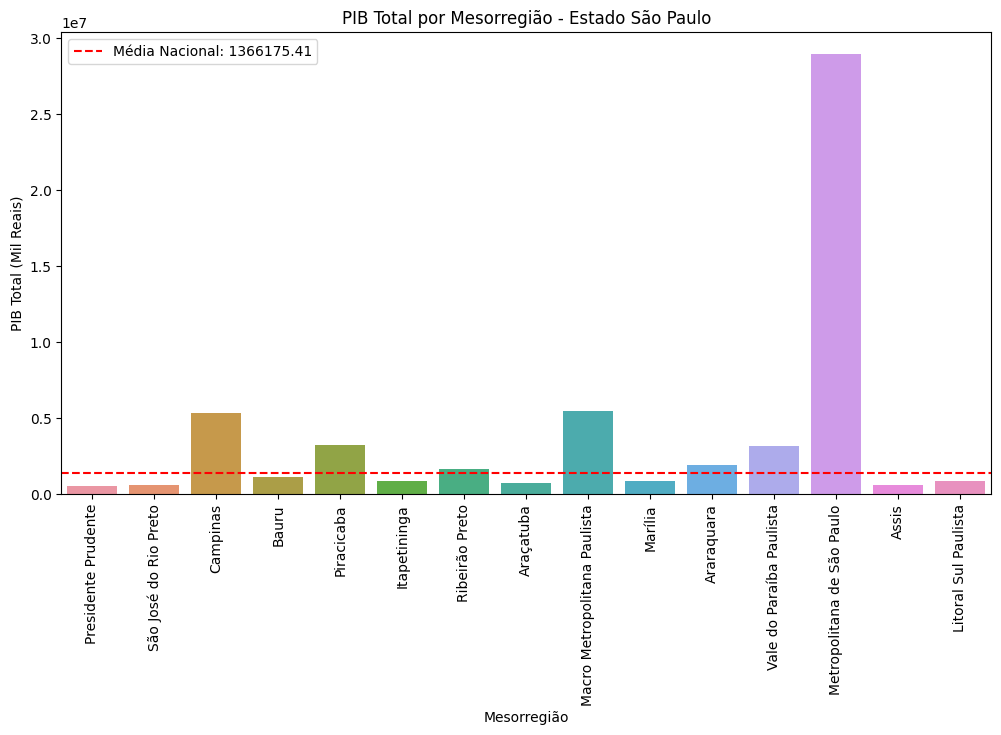 PIB Total por Mesorregião - Estado São Paulo
1e7
Média Nacional: 1366175.41
PIB Total (Mil Reais)
3.0
2.5
2.0
1.5
1.0
0.5
0.0
Presidente Prudente
São José do Rio Preto
Campinas
Bauru
Piracicaba
Itapetininga
Ribeirão Preto
Araçatuba
Macro Metropolitana Paulista
Marília
Araraquara
Vale do Paraíba Paulista
Metropolitana de São Paulo
Assis
Litoral Sul Paulista
Mesorregião